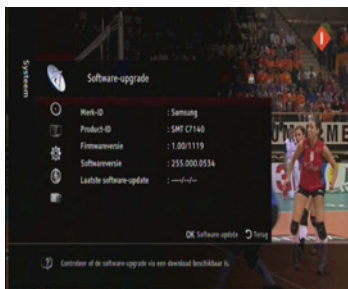 Systeem
Software-upgrade
Merk-ID : Samsung
Product-ID : SMT C7140
Firmwareversie : 1.00/1119
Softwareversie : 255.000.0534
Laatste software-update : ---/--/--
OK Software update Terug
Controleer of de software-upgrade via een download beschikbaar is.